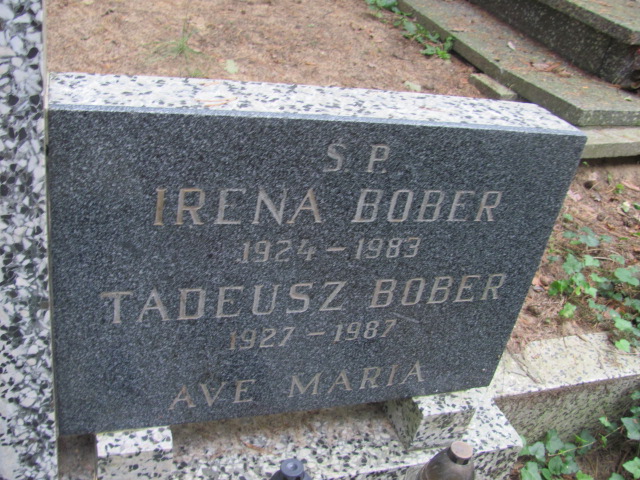 S. P.
IRENA BOBER
1924 - 1983
TADEUSZ BOBER
1927 - 1987
AVE MARIA